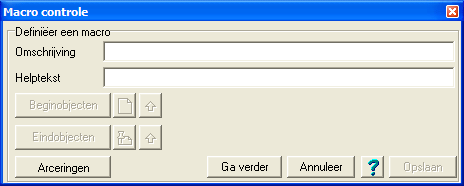 Macro controle
Definiëer een macro
Omschrijving
Helptekst
Beginobjecten
Eindobjecten
Arceringen Ga verder Annuleer ? Opslaan